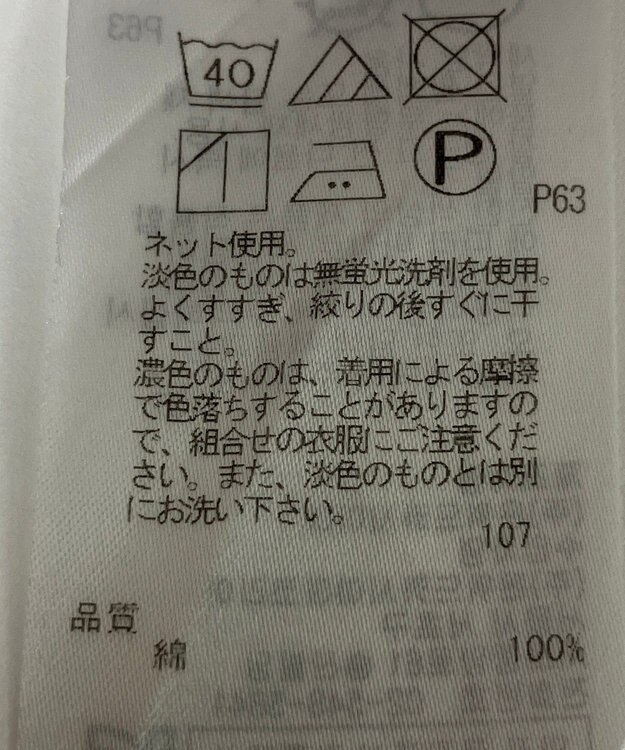 40
P
P63
ネット使用。
淡色のものは無蛍光洗剤を使用。
よくすすぎ、絞りの後すぐに干
すこと。
濃色のものは、着用による摩擦
で色落ちすることがありますの
で、組合せの衣服にご注意くだ
さい。また、淡色のものとは別
にお洗い下さい。
107
品質
綿 100%